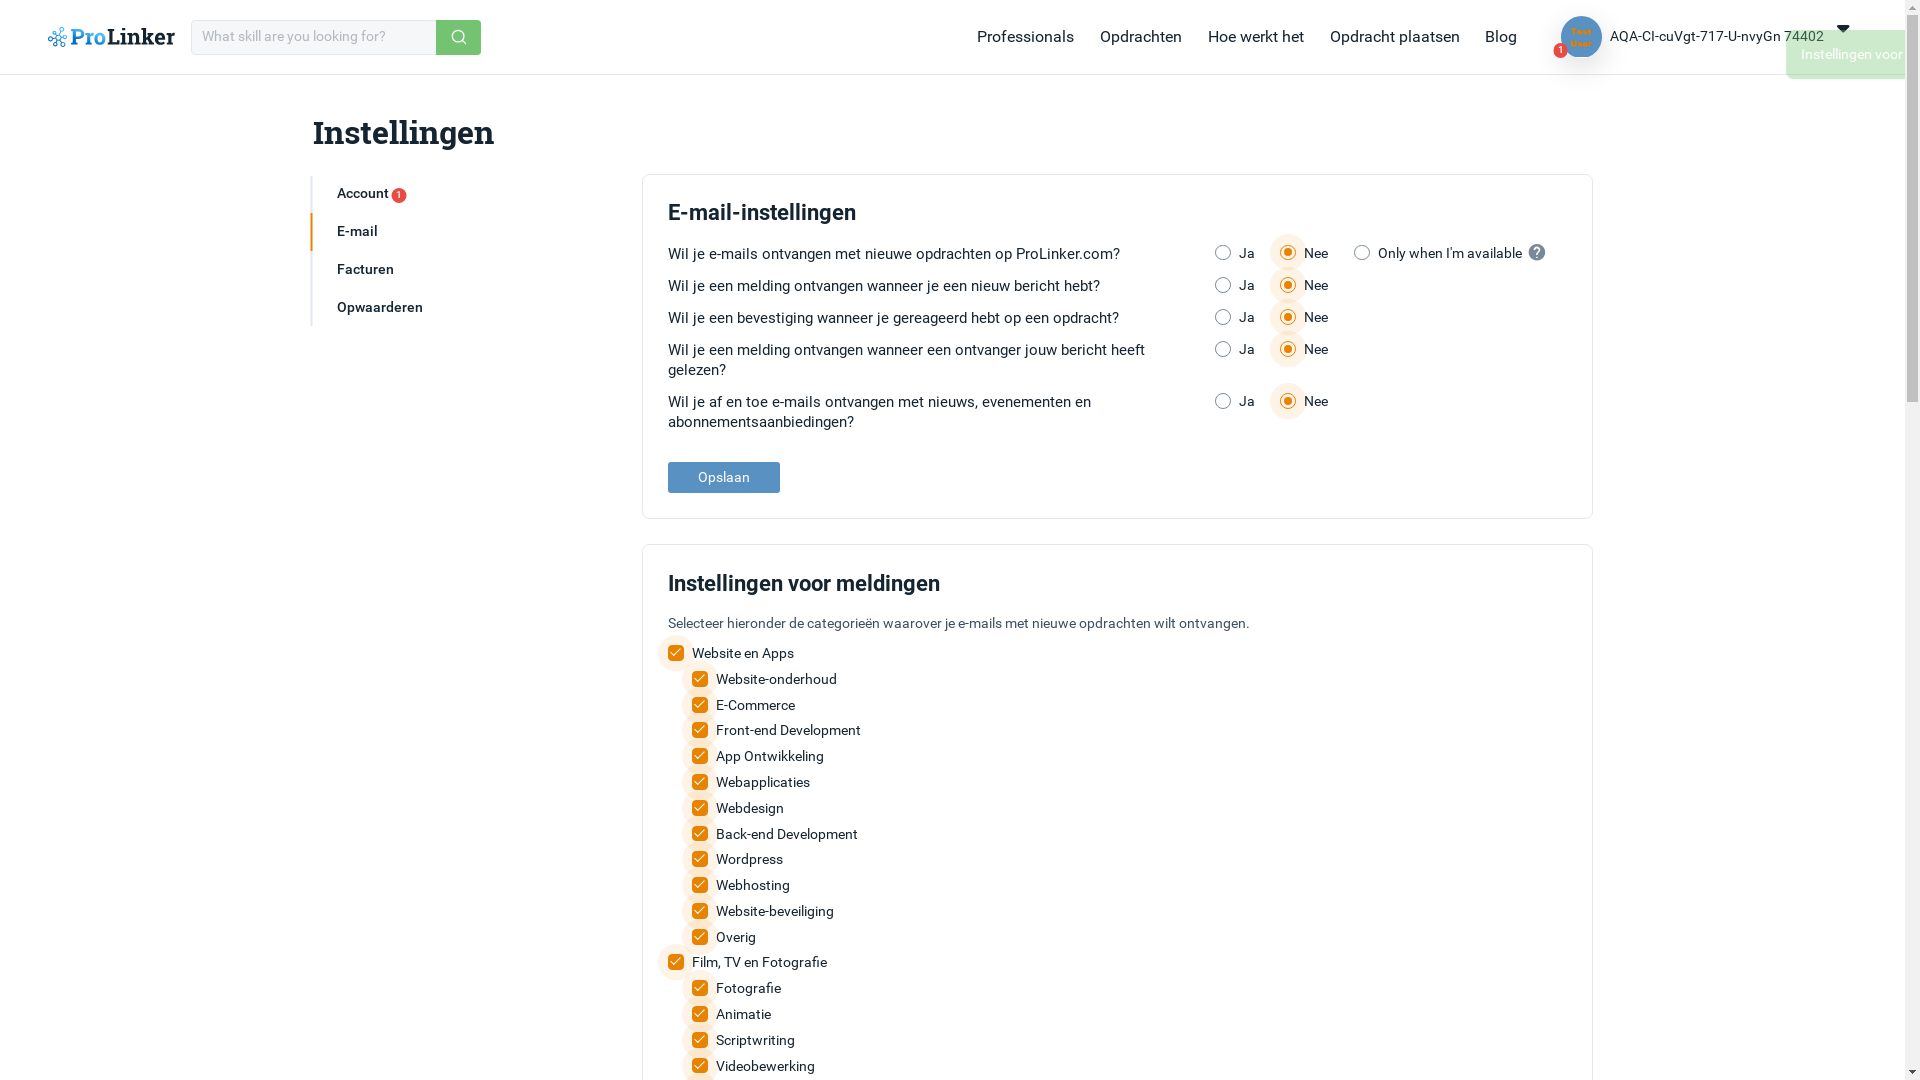 ProLinker
What skill are you looking for?
Professionals
Opdrachten
Hoe werkt het
Opdracht plaatsen
Blog
Test
User
1
AQA-CI-cuVgt-717-U-nvyGn 74402
Instellingen voor
Instellingen
Account 1
E-mail
Facturen
Opwaarderen
E-mail-instellingen
Wil je e-mails ontvangen met nieuwe opdrachten op ProLinker.com?
Ja Nee Only when I'm available ?
Wil je een melding ontvangen wanneer je een nieuw bericht hebt?
Ja Nee
Wil je een bevestiging wanneer je gereageerd hebt op een opdracht?
Ja Nee
Wil je een melding ontvangen wanneer een ontvanger jouw bericht heeft
gelezen?
Ja Nee
Wil je af en toe e-mails ontvangen met nieuws, evenementen en
abonnementsaanbiedingen?
Ja Nee
Opslaan
Instellingen voor meldingen
Selecteer hieronder de categorieën waarover je e-mails met nieuwe opdrachten wilt ontvangen.
Website en Apps
Website-onderhoud
E-Commerce
Front-end Development
App Ontwikkeling
Webapplicaties
Webdesign
Back-end Development
Wordpress
Webhosting
Website-beveiliging
Overig
Film, TV en Fotografie
Fotografie
Animatie
Scriptwriting
Videobewerking